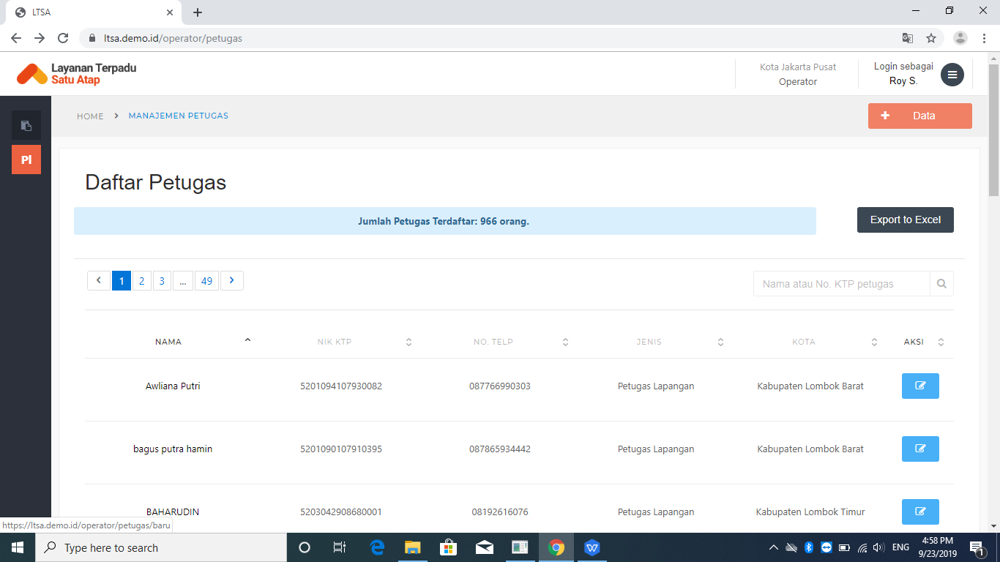 LTSA
ltsa.demo.id/operator/petugas
Layanan Terpadu
Satu Atap
Kota Jakarta Pusat
Operator
Login sebagai
Roy S.
HOME > MANAJEMEN PETUGAS
+ Data
PI
Daftar Petugas
Jumlah Petugas Terdaftar: 966 orang.
Export to Excel
1 2 3 ... 49
Nama atau No. KTP petugas
NAMA NIK KTP NO. TELP JENIS KOTA AKSI
Awliana Putri 5201094107930082 087766990303 Petugas Lapangan Kabupaten Lombok Barat
bagus putra hamin 5201090107910395 087865934442 Petugas Lapangan Kabupaten Lombok Barat
BAHARUDIN 5203042908680001 08192616076 Petugas Lapangan Kabupaten Lombok Timur
https://ltsa.demo.id/operator/petugas/baru
Type here to search
ENG
4:58 PM
9/23/2019
1